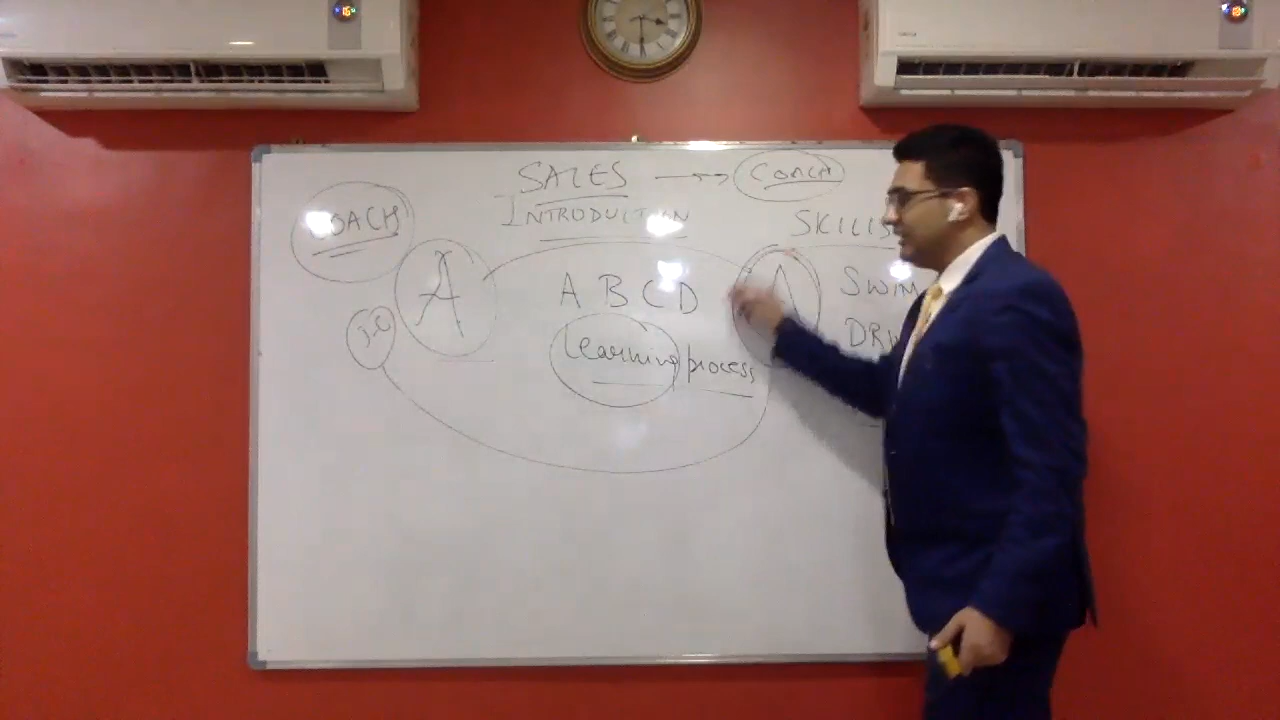 SALES → COACH
COACH
INTRODUCTION
SKILLS
A
A B C D
A
SWIM
learning process